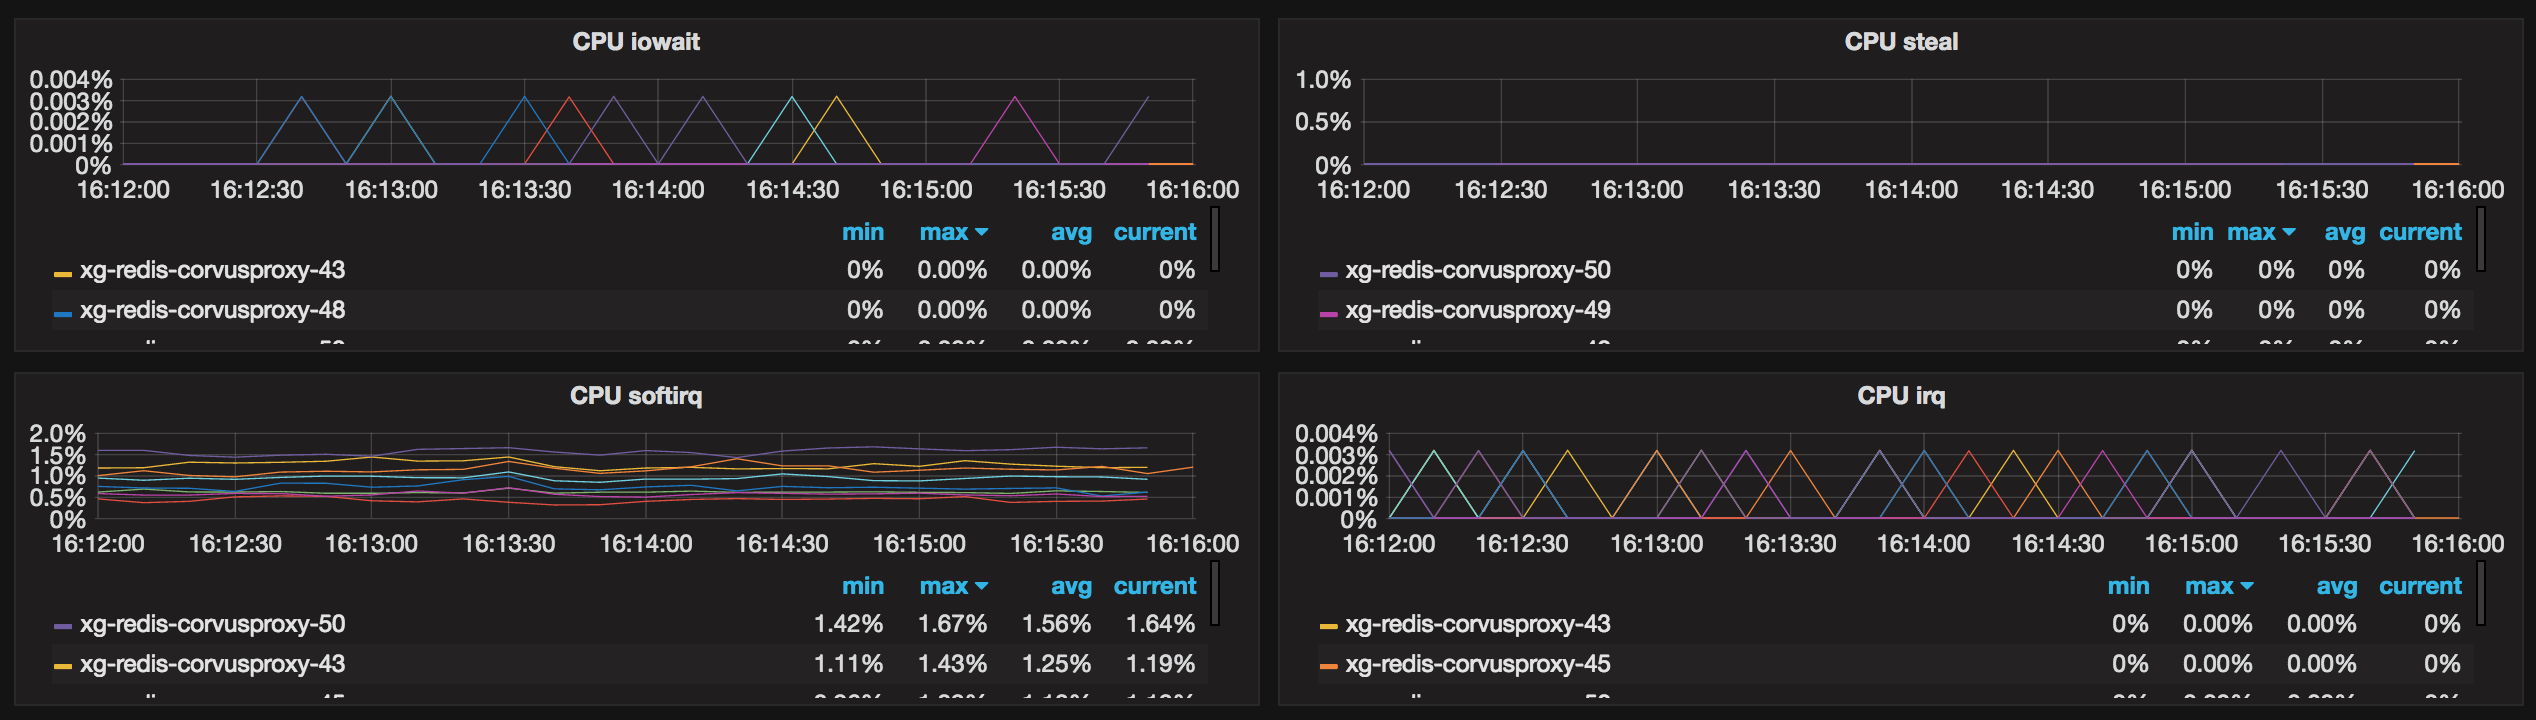 CPU iowait
0.004%
0.003%
0.002%
0.001%
0%
16:12:00 16:12:30 16:13:00 16:13:30 16:14:00 16:14:30 16:15:00 16:15:30 16:16:00
min max avg current
xg-redis-corvusproxy-43 0% 0.00% 0.00% 0%
xg-redis-corvusproxy-48 0% 0.00% 0.00% 0%
CPU steal
1.0%
0.5%
0%
16:12:00 16:12:30 16:13:00 16:13:30 16:14:00 16:14:30 16:15:00 16:15:30 16:16:00
min max avg current
xg-redis-corvusproxy-50 0% 0% 0% 0%
xg-redis-corvusproxy-49 0% 0% 0% 0%
CPU softirq
2.0%
1.5%
1.0%
0.5%
0%
16:12:00 16:12:30 16:13:00 16:13:30 16:14:00 16:14:30 16:15:00 16:15:30 16:16:00
min max avg current
xg-redis-corvusproxy-50 1.42% 1.67% 1.56% 1.64%
xg-redis-corvusproxy-43 1.11% 1.43% 1.25% 1.19%
CPU irq
0.004%
0.003%
0.002%
0.001%
0%
16:12:00 16:12:30 16:13:00 16:13:30 16:14:00 16:14:30 16:15:00 16:15:30 16:16:00
min max avg current
xg-redis-corvusproxy-43 0% 0.00% 0.00% 0%
xg-redis-corvusproxy-45 0% 0.00% 0.00% 0%